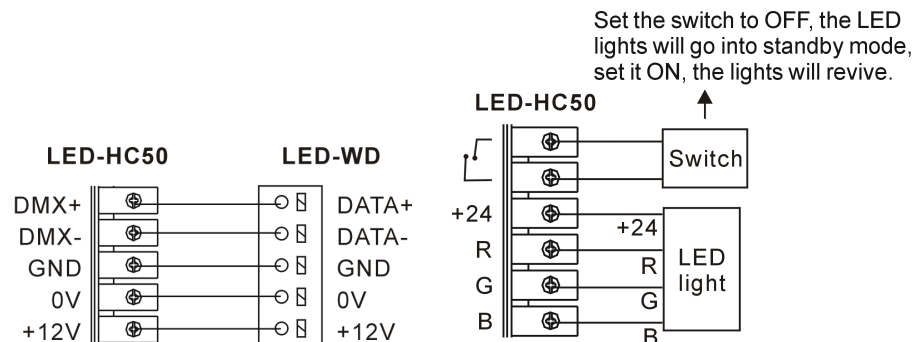 Set the switch to OFF, the LED
lights will go into standby mode,
set it ON, the lights will revive.
LED-HC50
LED-WD
DMX+
DATA+
DMX-
DATA-
GND
GND
0V
0V
+12V
+12V
LED-HC50
Switch
+24
+24
R
R
G
G
B
B
LED
light